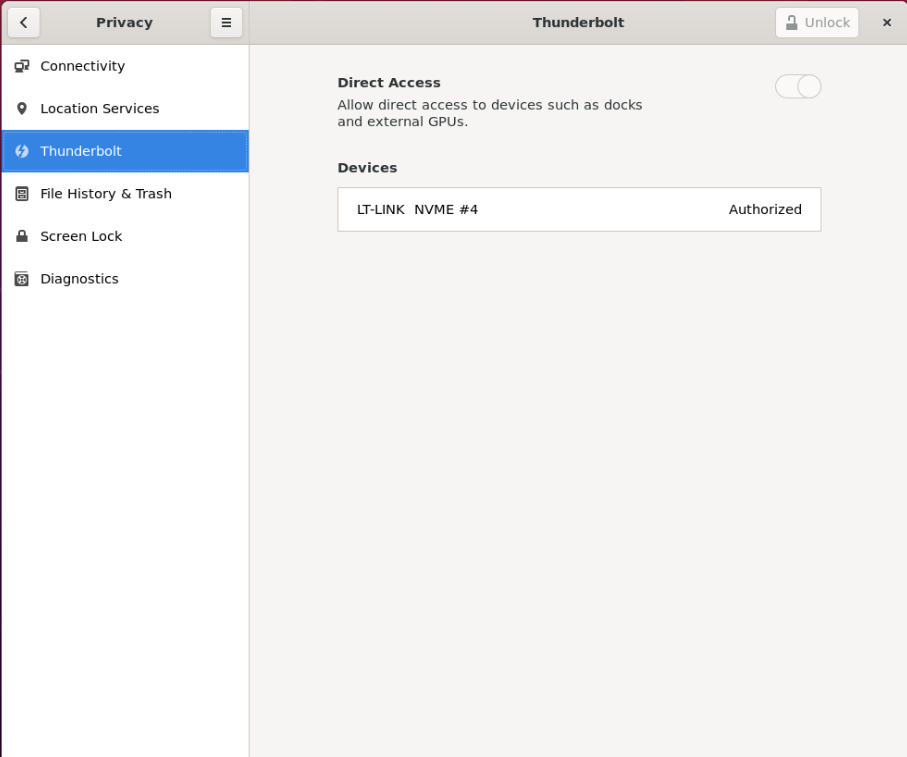 Privacy
Thunderbolt
Unlock
Connectivity
Location Services
Thunderbolt
File History & Trash
Screen Lock
Diagnostics
Direct Access
Allow direct access to devices such as docks
and external GPUs.
Devices
LT-LINK  NVME #4
Authorized